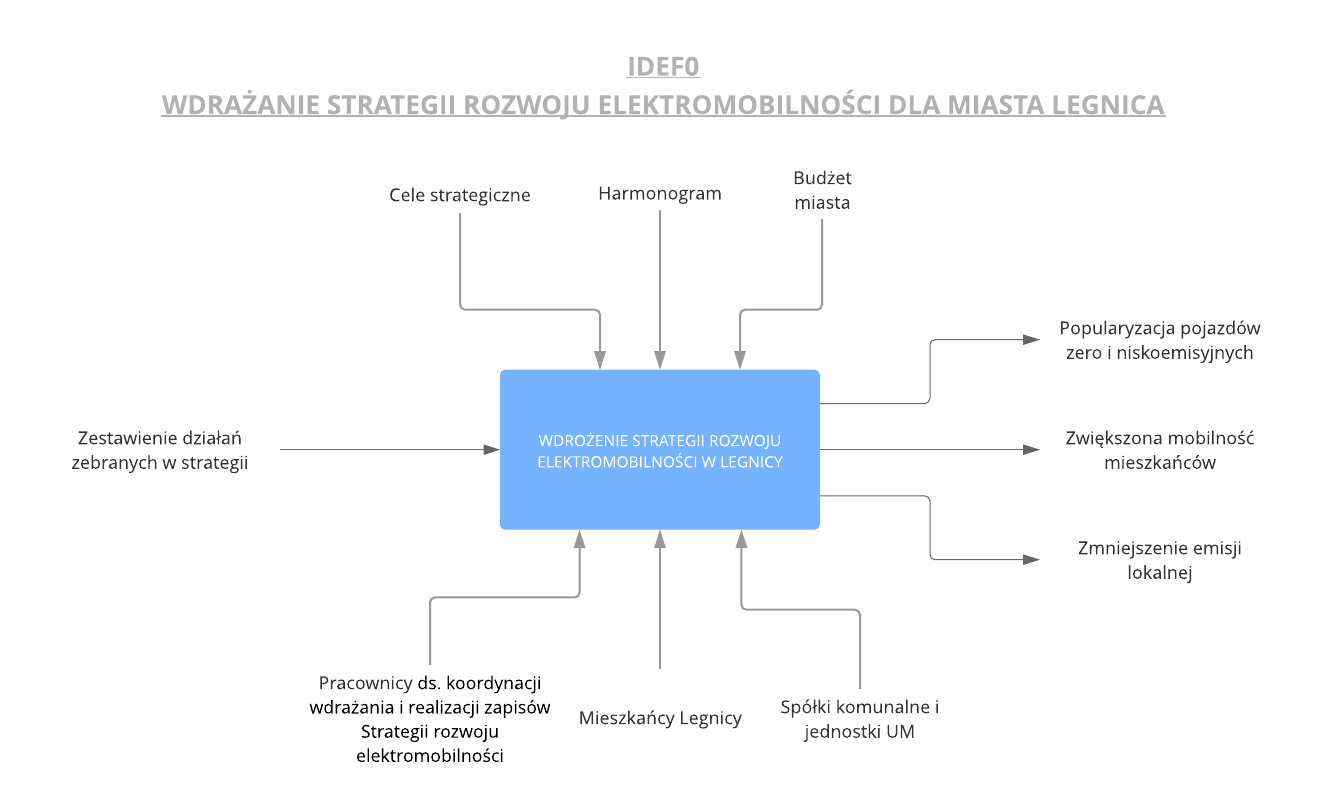 IDEF0
WDRAŻANIE STRATEGII ROZWOJU ELEKTROMOBILNOŚCI DLA MIASTA LEGNICA
Cele strategiczne
Harmonogram
Budżet
miasta
Popularyzacja pojazdów
zero i niskoemisyjnych
Zestawienie działań
zebranych w strategii
WDROŻENIE STRATEGII ROZWOJU
ELEKTROMOBILNOŚCI W LEGNICY
Zwiększona mobilność
mieszkańców
Zmniejszenie emisji
lokalnej
Pracownicy ds. koordynacji
wdrażania i realizacji zapisów
Strategii rozwoju
elektromobilności
Mieszkańcy Legnicy
Spółki komunalne i
jednostki UM